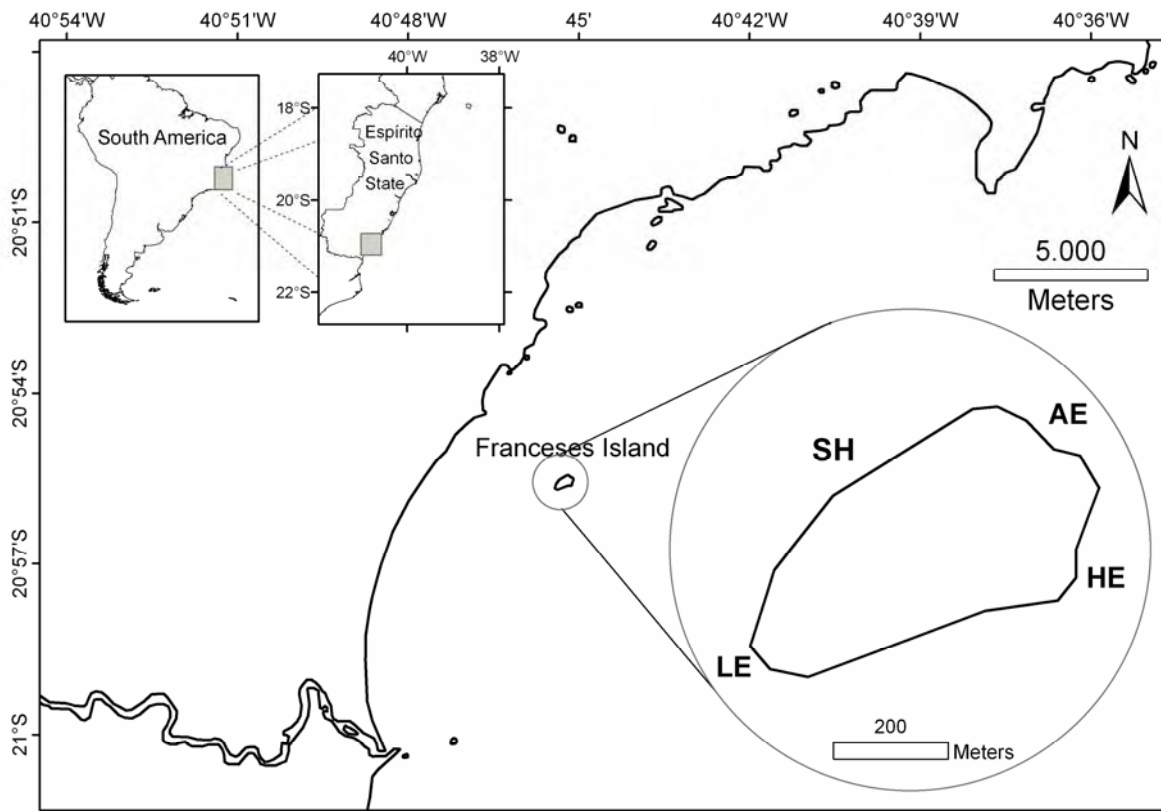 40°54'W 40°51'W 40°48'W 45' 40°42'W 40°39'W 40°36'W
40°W 38°W
South America
18°S
Espírito
Santo
State
20°S
22°S
N
5.000
Meters
20°51'S
20°54'S
20°57'S
21°S
Franceses Island
AE
SH
HE
LE
200
Meters